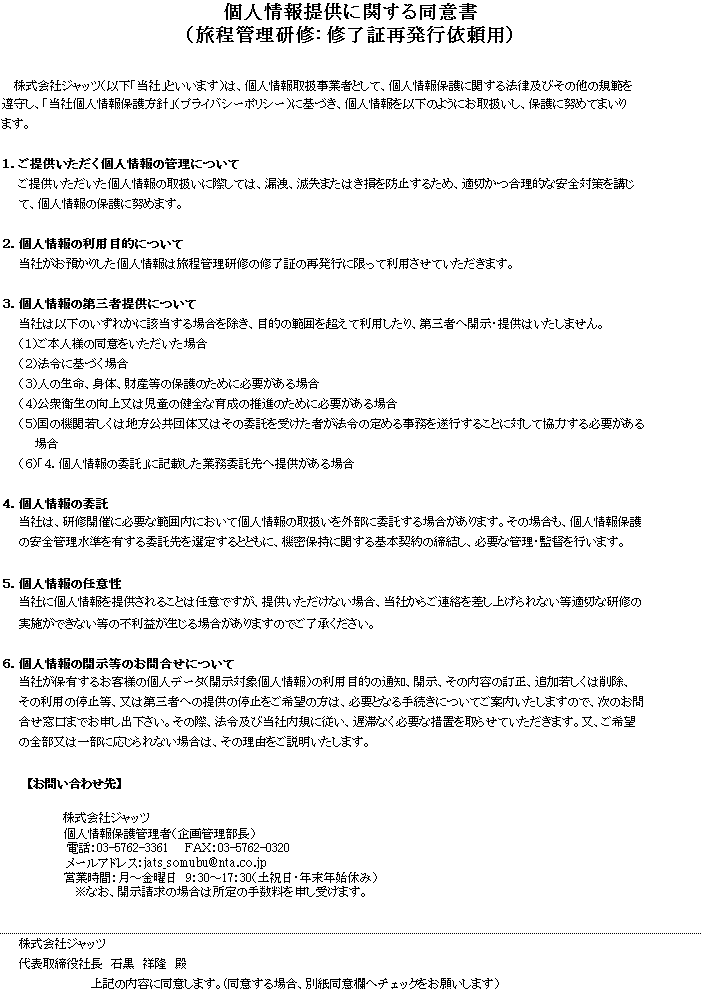 個人情報提供に関する同意書
（旅程管理研修：修了証再発行依頼用）
株式会社ジャッツ（以下「当社」といいます）は、個人情報取扱事業者として、個人情報保護に関する法律及びその他の規範を
遵守し、「当社個人情報保護方針」（プライバシーポリシー）に基づき、個人情報を以下のようにお取扱いし、保護に努めてまいり
ます。
１．ご提供いただく個人情報の管理について
ご提供いただいた個人情報の取扱いに際しては、漏洩、滅失またはき損を防止するため、適切かつ合理的な安全対策を講じ
て、個人情報の保護に努めます。
２．個人情報の利用目的について
当社がお預かりした個人情報は旅程管理研修の修了証の再発行に限って利用させていただきます。
３．個人情報の第三者提供について
当社は以下のいずれかに該当する場合を除き、目的の範囲を超えて利用したり、第三者へ開示・提供はいたしません。
（１）ご本人様の同意をいただいた場合
（２）法令に基づく場合
（３）人の生命、身体、財産等の保護のために必要がある場合
（４）公衆衛生の向上又は児童の健全な育成の推進のために必要がある場合
（５）国の機関若しくは地方公共団体又はその委託を受けた者が法令の定める事務を遂行することに対して協力する必要がある
場合
（６）「４．個人情報の委託」に記載した業務委託先へ提供がある場合
４．個人情報の委託
当社は、研修開催に必要な範囲内において個人情報の取扱いを外部に委託する場合があります。その場合も、個人情報保護
の安全管理水準を有する委託先を選定するとともに、機密保持に関する基本契約の締結し、必要な管理・監督を行います。
５．個人情報の任意性
当社に個人情報を提供されることは任意ですが、提供いただけない場合、当社からご連絡を差し上げられない等適切な研修の
実施ができない等の不利益が生じる場合がありますのでご了承ください。
６．個人情報の開示等のお問合せについて
当社が保有するお客様の個人データ（開示対象個人情報）の利用目的の通知、開示、その内容の訂正、追加若しくは削除、
その利用の停止等、又は第三者への提供の停止をご希望の方は、必要となる手続きについてご案内いたしますので、次のお問
合せ窓口までお申し出下さい。その際、法令及び当社内規に従い、遅滞なく必要な措置を取らせていただきます。又、ご希望
の全部又は一部に応じられない場合は、その理由をご説明いたします。
【お問い合わせ先】
株式会社ジャッツ
個人情報保護管理者（企画管理部長）
電話：03-5762-3361　FAX：03-5762-0320
メールアドレス：jats_somubu@nta.co.jp
営業時間：月～金曜日　9:30～17:30（土祝日・年末年始休み）
※なお、開示請求の場合は所定の手数料を申し受けます。
株式会社ジャッツ
代表取締役社長　石黒　祥隆　殿
上記の内容に同意します。（同意する場合、別紙同意欄へチェックをお願いします）